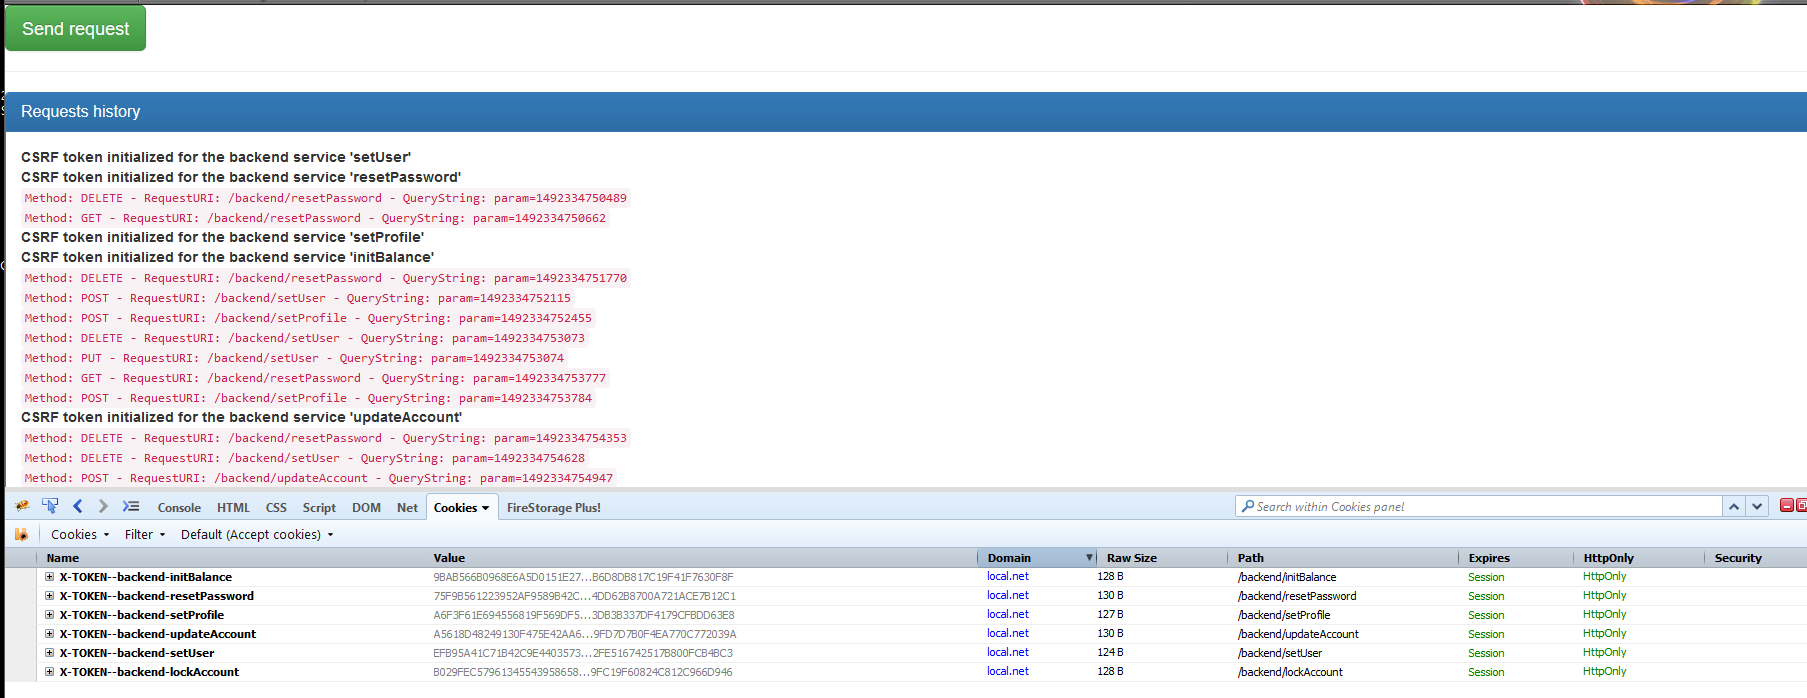 Send request
Requests history
CSRF token initialized for the backend service 'setUser'
CSRF token initialized for the backend service 'resetPassword'
Method: DELETE - RequestURI: /backend/resetPassword - QueryString: param=1492334750489
Method: GET - RequestURI: /backend/resetPassword - QueryString: param=1492334750662
CSRF token initialized for the backend service 'setProfile'
CSRF token initialized for the backend service 'initBalance'
Method: DELETE - RequestURI: /backend/resetPassword - QueryString: param=1492334751770
Method: POST - RequestURI: /backend/setUser - QueryString: param=1492334752115
Method: POST - RequestURI: /backend/setProfile - QueryString: param=1492334752455
Method: DELETE - RequestURI: /backend/setUser - QueryString: param=1492334753073
Method: PUT - RequestURI: /backend/setUser - QueryString: param=1492334753074
Method: GET - RequestURI: /backend/resetPassword - QueryString: param=1492334753777
Method: POST - RequestURI: /backend/setProfile - QueryString: param=1492334753784
CSRF token initialized for the backend service 'updateAccount'
Method: DELETE - RequestURI: /backend/resetPassword - QueryString: param=1492334754353
Method: DELETE - RequestURI: /backend/setUser - QueryString: param=1492334754628
Method: POST - RequestURI: /backend/updateAccount - QueryString: param=1492334754947
Console HTML CSS Script DOM Net Cookies FireStorage Plus! Search within Cookies panel
Cookies Filter Default (Accept cookies)
Name Value Domain Raw Size Path Expires HttpOnly Security
X-TOKEN--backend-initBalance 9BAB566B0968E6A5D0151E27...B6D8DB817C19F41F7630F8F local.net 128 B /backend/initBalance Session HttpOnly
X-TOKEN--backend-resetPassword 75F9B561223952AF9589B42C...4DD62B8700A721ACE7B12C1 local.net 130 B /backend/resetPassword Session HttpOnly
X-TOKEN--backend-setProfile A6F3F61E694556819F569DF5...3DB3B337DF4179CFBDD63E8 local.net 127 B /backend/setProfile Session HttpOnly
X-TOKEN--backend-updateAccount A5618D48249130F475E42AA6...9FD7D7B0F4EA770C772039A local.net 130 B /backend/updateAccount Session HttpOnly
X-TOKEN--backend-setUser EFB95A41C71B42C9E4403573...2FE516742517B800FCB4BC3 local.net 124 B /backend/setUser Session HttpOnly
X-TOKEN--backend-lockAccount B029FEC57961345543958658...9FC19F60824C812C966D946 local.net 128 B /backend/lockAccount Session HttpOnly